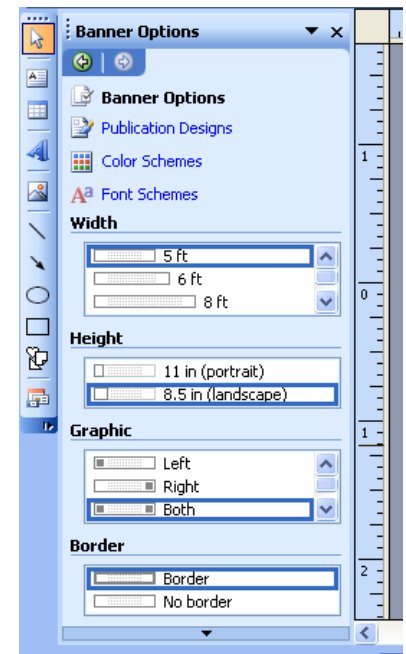 Banner Options
Banner Options
Publication Designs
Color Schemes
Aa Font Schemes
Width
5 ft
6 ft
8 ft
Height
11 in (portrait)
8.5 in (landscape)
Graphic
Left
Right
Both
Border
Border
No border
A
A
1
0
1
2